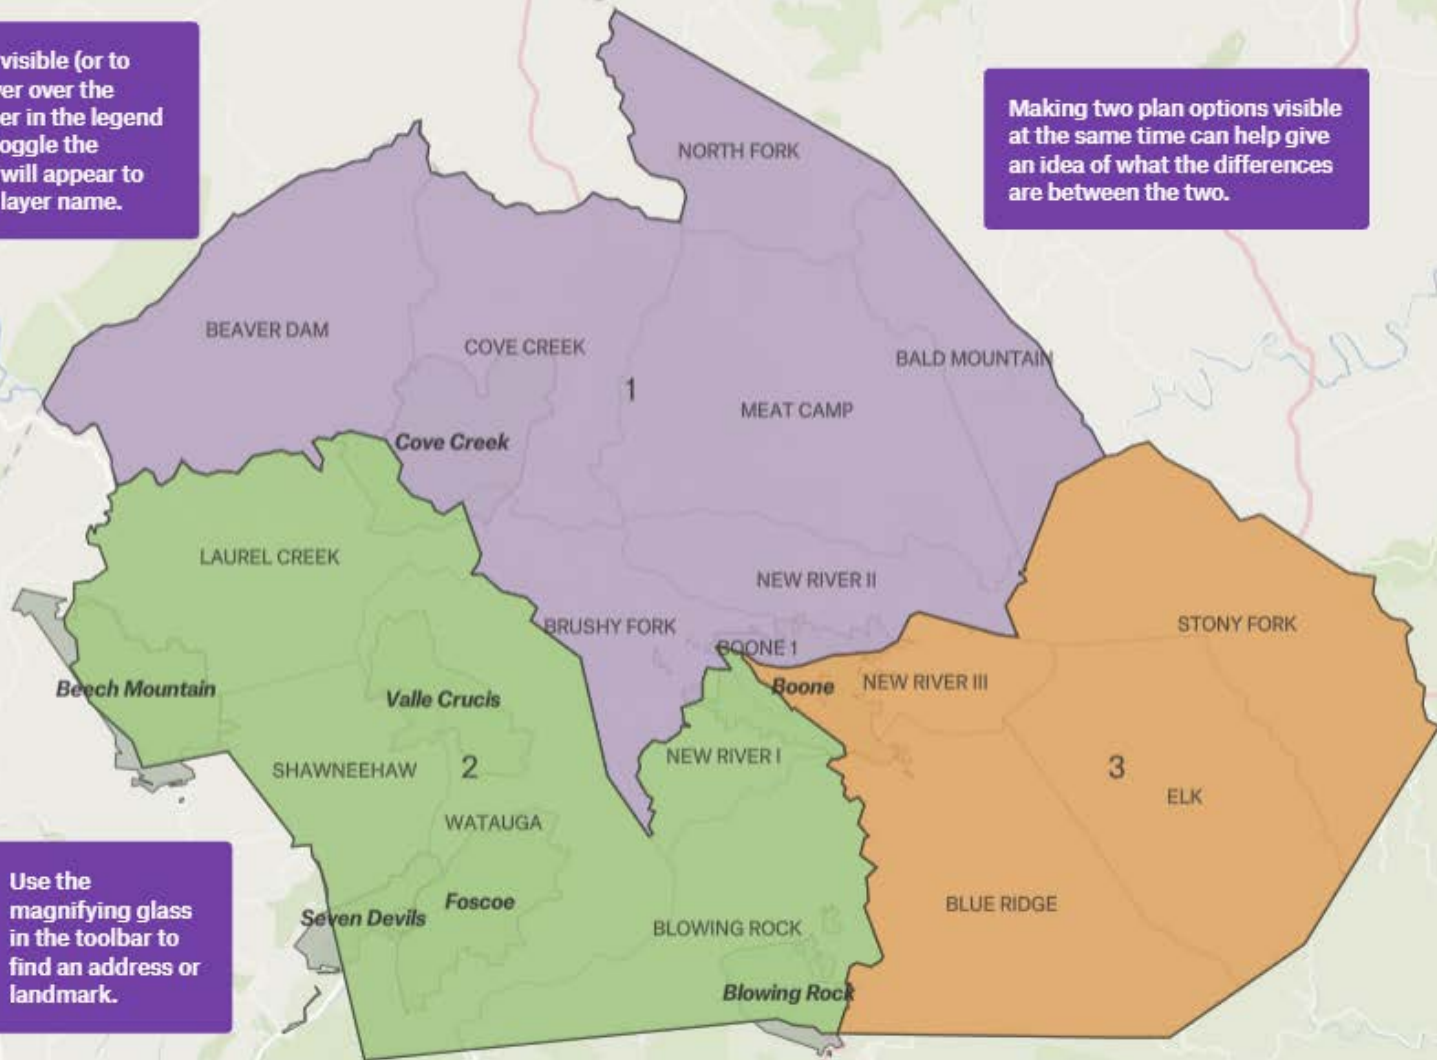 visible (or to
er over the
er in the legend
oggle the
will appear to
layer name.
Making two plan options visible
at the same time can help give
an idea of what the differences
are between the two.
NORTH FORK
BEAVER DAM
COVE CREEK
BALD MOUNTAIN
1
MEAT CAMP
Cove Creek
LAUREL CREEK
NEW RIVER II
BRUSHY FORK
STONY FORK
BOONE 1
Beech Mountain
Valle Crucis
Boone
NEW RIVER III
NEW RIVER I
SHAWNEEHAW
2
3
ELK
WATAUGA
Use the
magnifying glass
in the toolbar to
find an address or
landmark.
Seven Devils
Foscoe
BLOWING ROCK
BLUE RIDGE
Blowing Rock